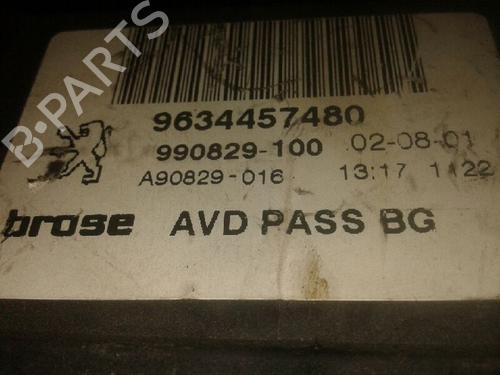 B-PARTS
9634457480
990829-100 02-08-01
A90829-016 13:17 1122
brose AVD PASS BG